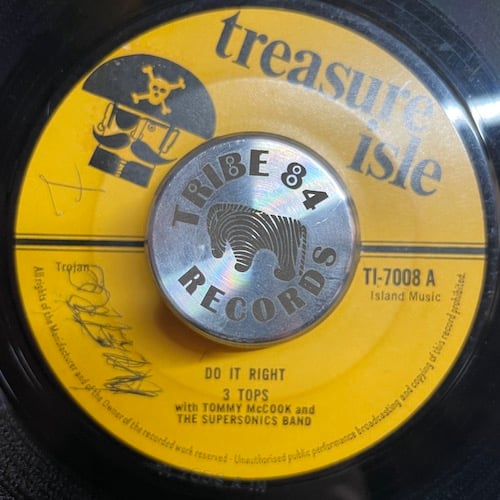 treasure
isle
TRIBE 84
RECORDS
Trojan
TI-7008 A
Island Music
DO IT RIGHT
3 TOPS
with TOMMY McCOOK and
THE SUPERSONICS BAND
All rights of the Manufacturer and of the Owner of the recorded work reserved - Unauthorised public performance broadcasting and copying of this record prohibited.